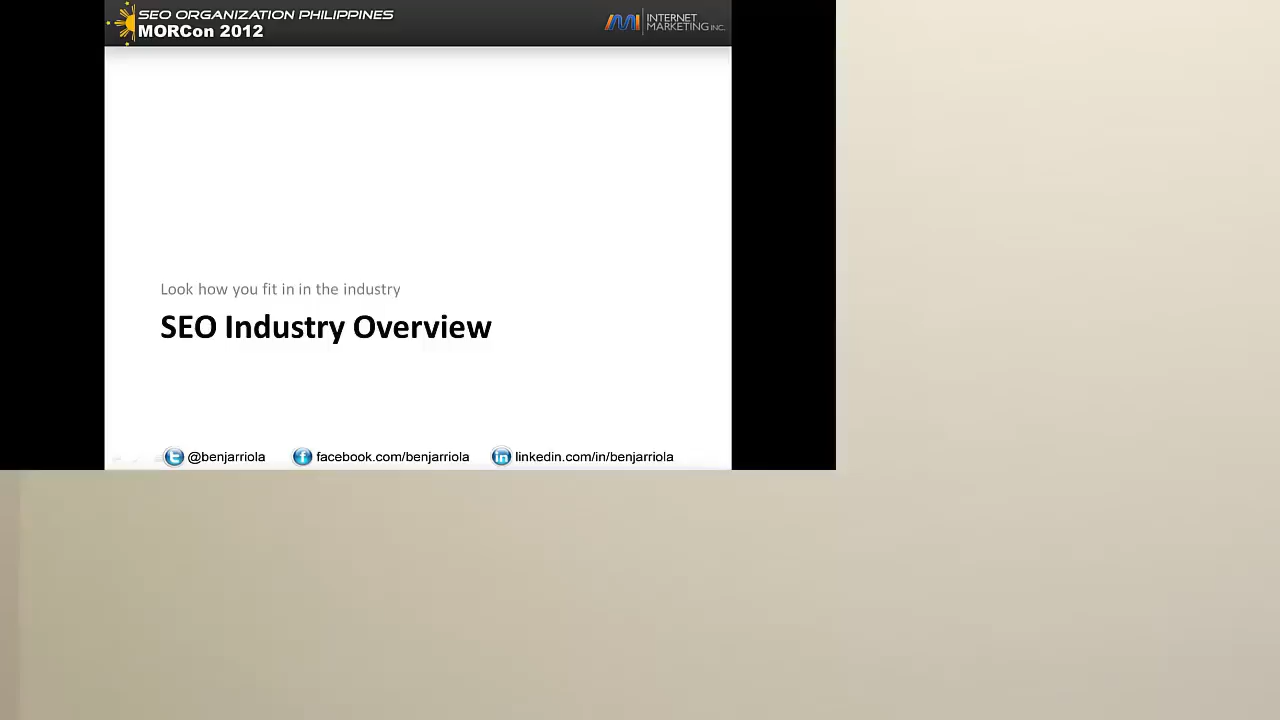 SEO ORGANIZATION PHILIPPINES
MORCon 2012
INTERNET
MARKETING INC.
Look how you fit in in the industry
SEO Industry Overview
@benjarriola
facebook.com/benjarriola
linkedin.com/in/benjarriola